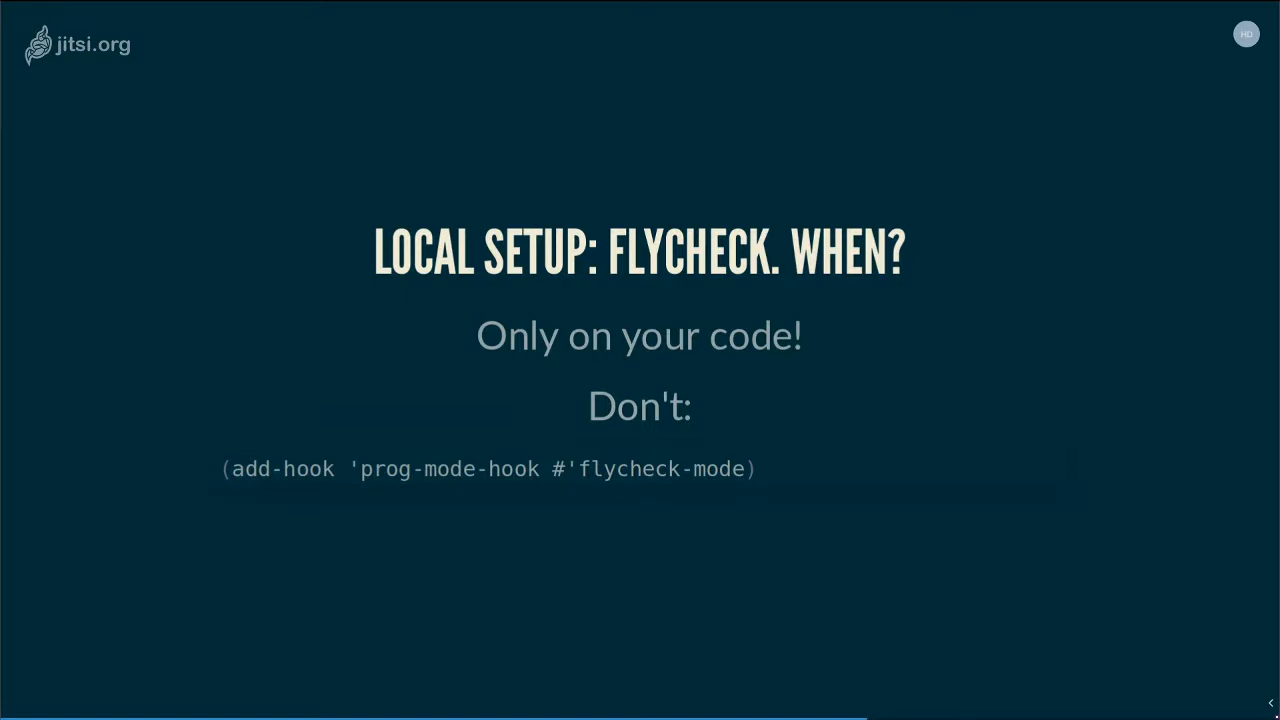 jitsi.org
HD
LOCAL SETUP: FLYCHECK. WHEN?
Only on your code!
Don't:
(add-hook 'prog-mode-hook #'flycheck-mode)